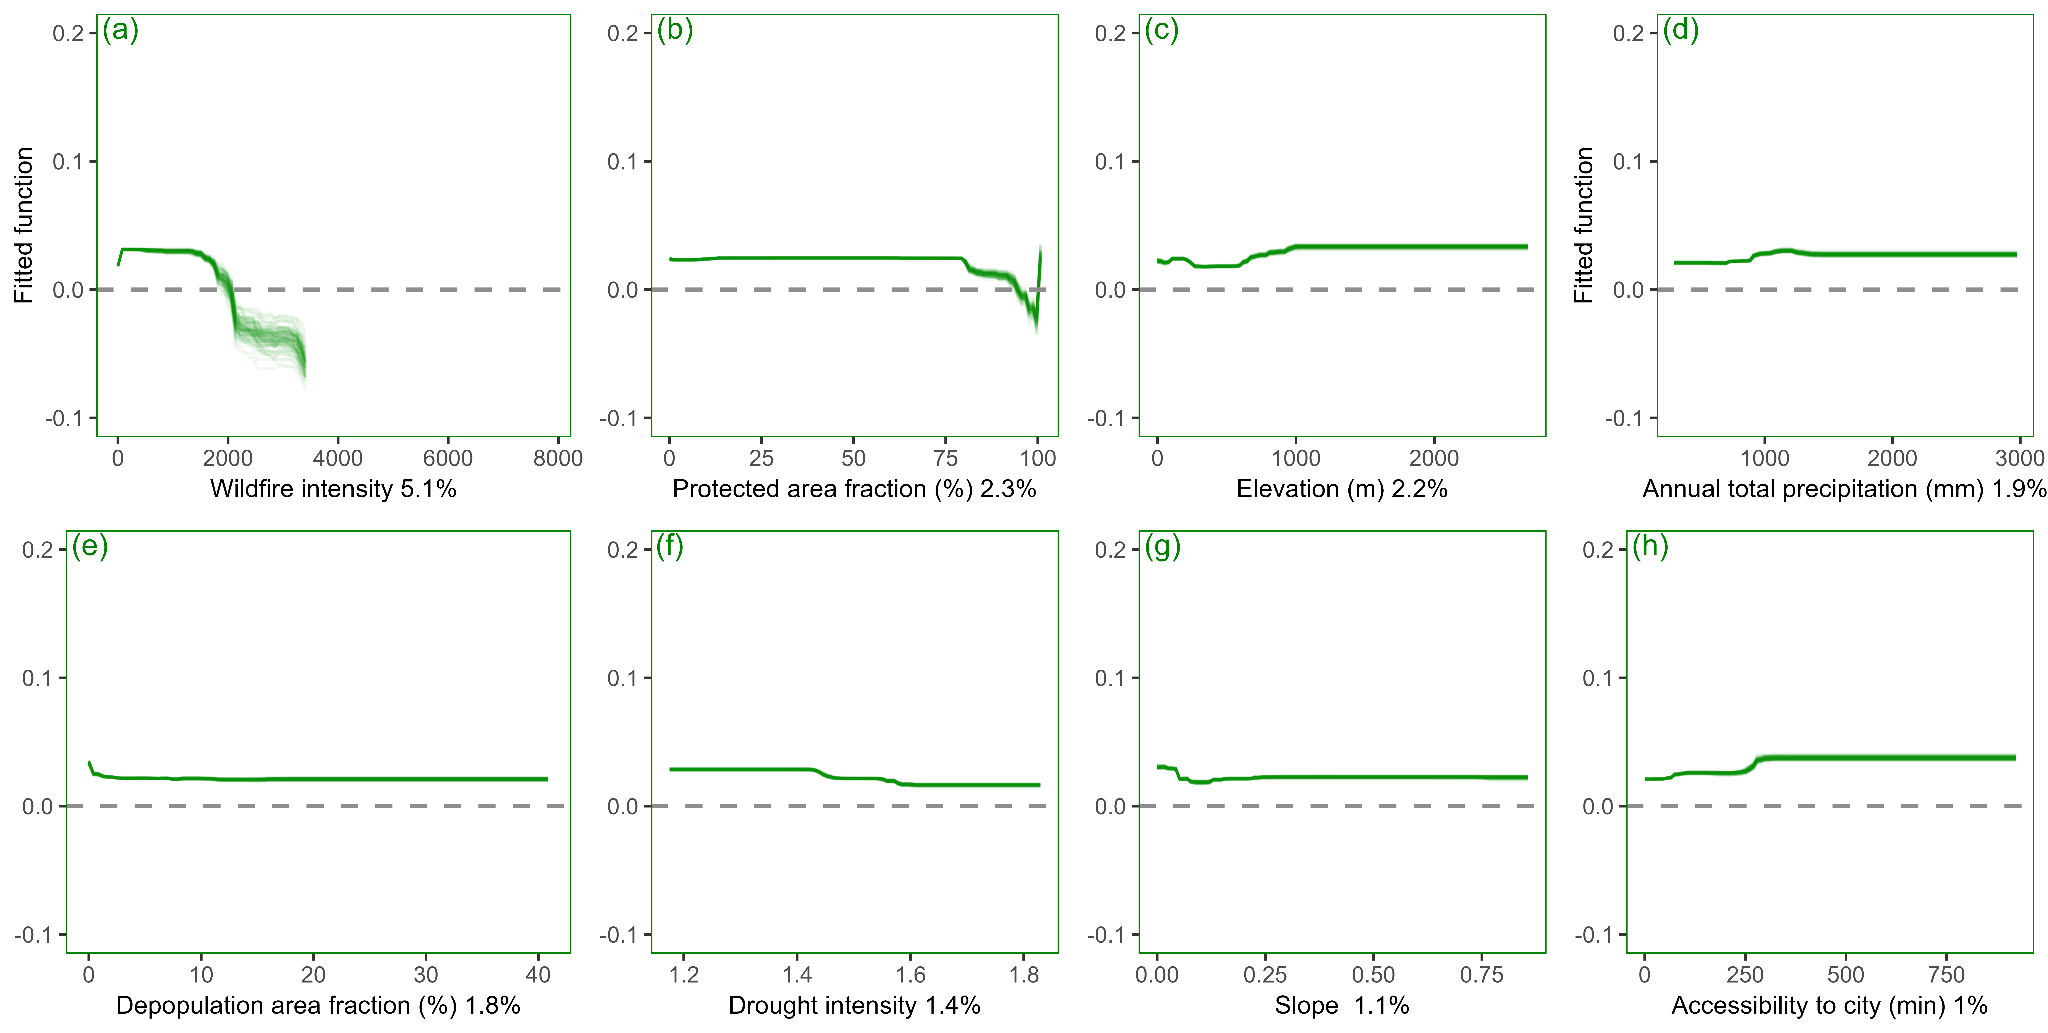 (a)
0.2
0.1
0.0
-0.1
Fitted function
0 2000 4000 6000 8000
Wildfire intensity 5.1%
(b)
0.2
0.1
0.0
-0.1
0 25 50 75 100
Protected area fraction (%) 2.3%
(c)
0.2
0.1
0.0
-0.1
0 1000 2000
Elevation (m) 2.2%
(d)
0.2
0.1
0.0
-0.1
Fitted function
1000 2000 3000
Annual total precipitation (mm) 1.9%
(e)
0.2
0.1
0.0
-0.1
0 10 20 30 40
Depopulation area fraction (%) 1.8%
(f)
0.2
0.1
0.0
-0.1
1.2 1.4 1.6 1.8
Drought intensity 1.4%
(g)
0.2
0.1
0.0
-0.1
0.00 0.25 0.50 0.75
Slope  1.1%
(h)
0.2
0.1
0.0
-0.1
0 250 500 750
Accessibility to city (min) 1%